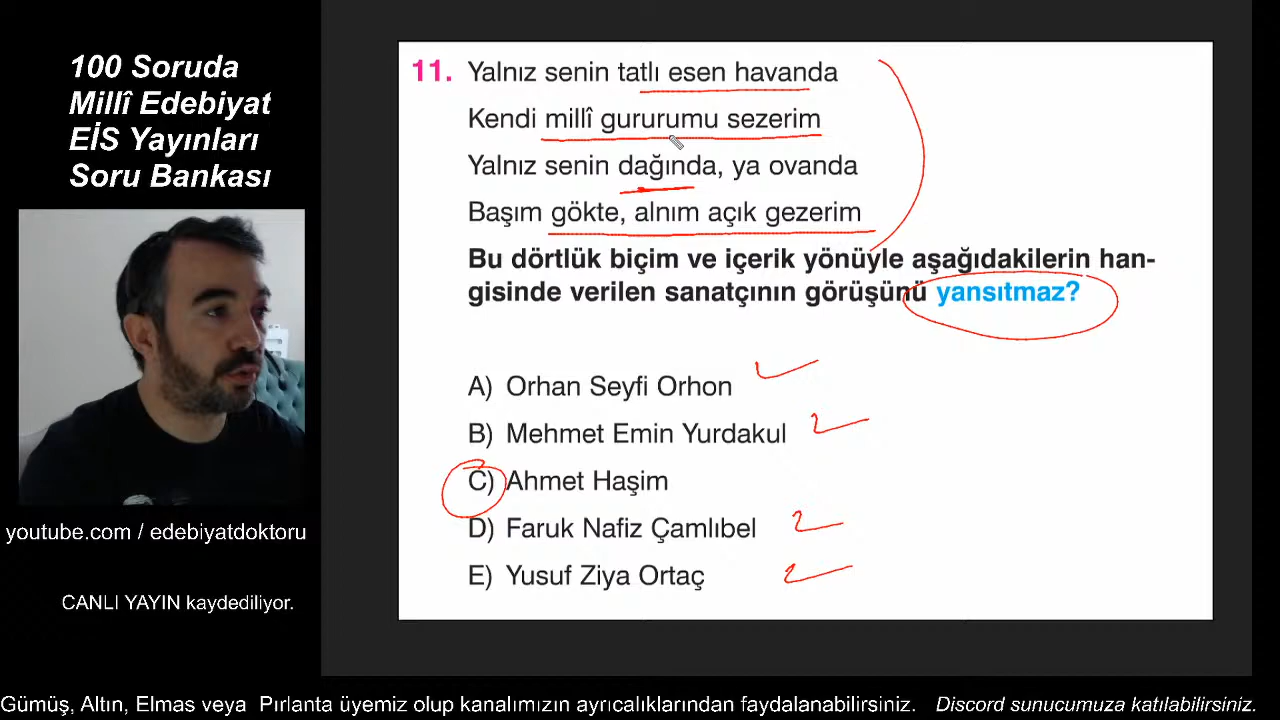 100 Soruda
Millî Edebiyat
EİS Yayınları
Soru Bankası
11. Yalnız senin tatlı esen havanda
Kendi millî gururumu sezerim
Yalnız senin dağında, ya ovanda
Başım gökte, alnım açık gezerim
Bu dörtlük biçim ve içerik yönüyle aşağıdakilerin han-
gisinde verilen sanatçının görüşünü yansıtmaz?
A) Orhan Seyfi Orhon
B) Mehmet Emin Yurdakul
C) Ahmet Haşim
D) Faruk Nafiz Çamlıbel
E) Yusuf Ziya Ortaç
youtube.com / edebiyatdoktoru
CANLI YAYIN kaydediliyor.
Gümüş, Altın, Elmas veya Pırlanta üyemiz olup kanalımızın ayrıcalıklarından faydalanabilirsiniz. Discord sunucumuza katılabilirsiniz.